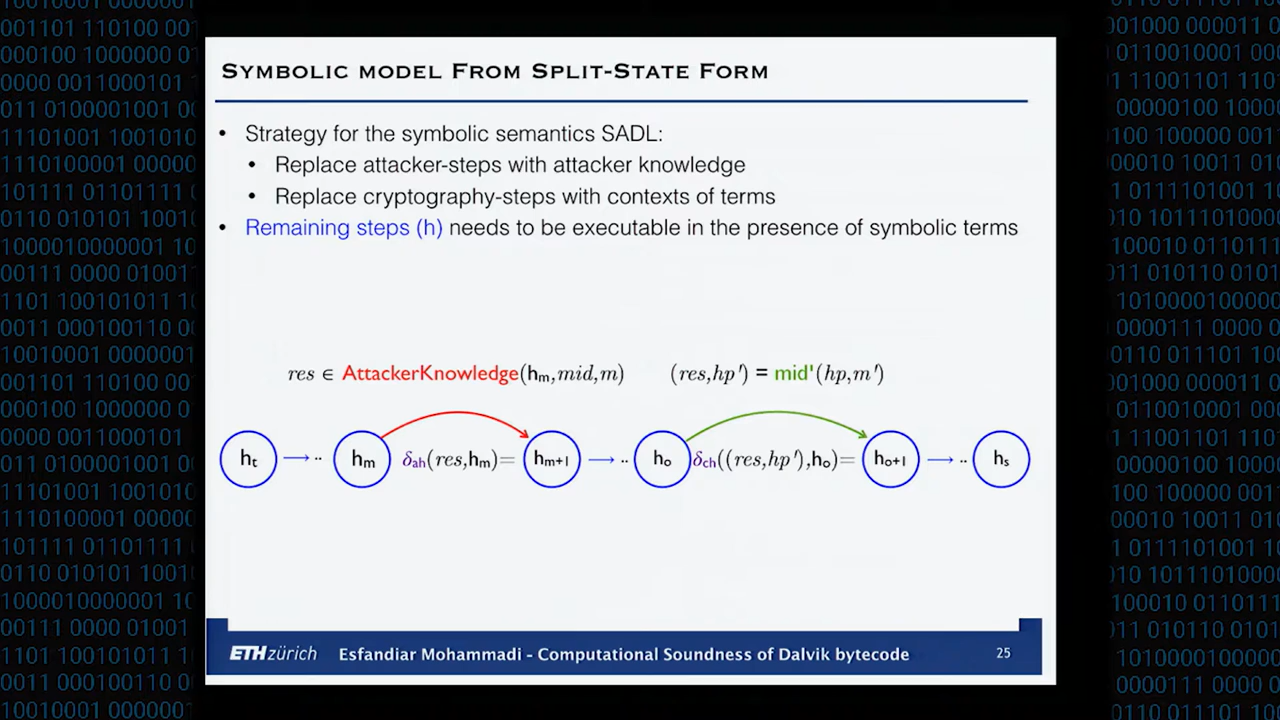 SYMBOLIC MODEL FROM SPLIT-STATE FORM
• Strategy for the symbolic semantics SADL:
• Replace attacker-steps with attacker knowledge
• Replace cryptography-steps with contexts of terms
• Remaining steps (h) needs to be executable in the presence of symbolic terms
res ∈ AttackerKnowledge(hm,mid,m) (res,hp') = mid'(hp,m')
ht → ·· hm δah(res,hm)= hm+1 → ·· ho δch((res,hp'),ho)= ho+1 → ·· hs
ETH zürich Esfandiar Mohammadi - Computational Soundness of Dalvik bytecode 25